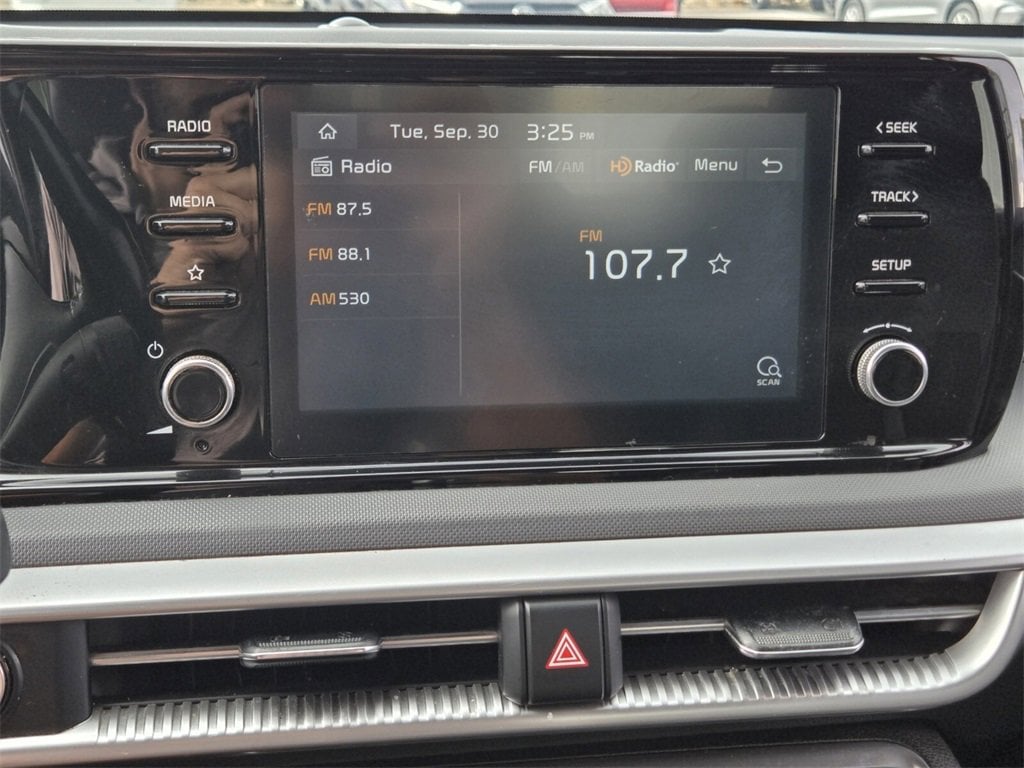 RADIO
MEDIA
Tue, Sep. 30 3:25 PM
Radio FM/AM HD Radio Menu
FM 87.5
FM 88.1
AM 530
FM
107.7
SCAN
<SEEK
TRACK>
SETUP